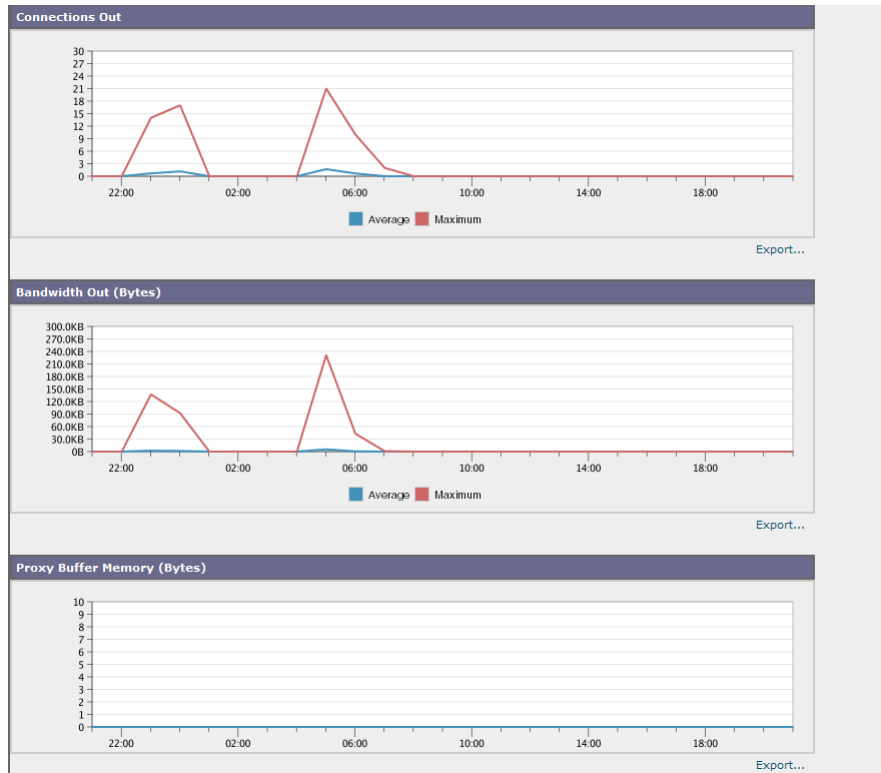 Connections Out
30
27
24
21
18
15
12
9
6
3
0
22:00 02:00 06:00 10:00 14:00 18:00
Average Maximum
Export...
Bandwidth Out (Bytes)
300.0KB
270.0KB
240.0KB
210.0KB
180.0KB
150.0KB
120.0KB
90.0KB
60.0KB
30.0KB
0B
22:00 02:00 06:00 10:00 14:00 18:00
Average Maximum
Export...
Proxy Buffer Memory (Bytes)
10
9
8
7
6
5
4
3
2
1
0
22:00 02:00 06:00 10:00 14:00 18:00
Export...